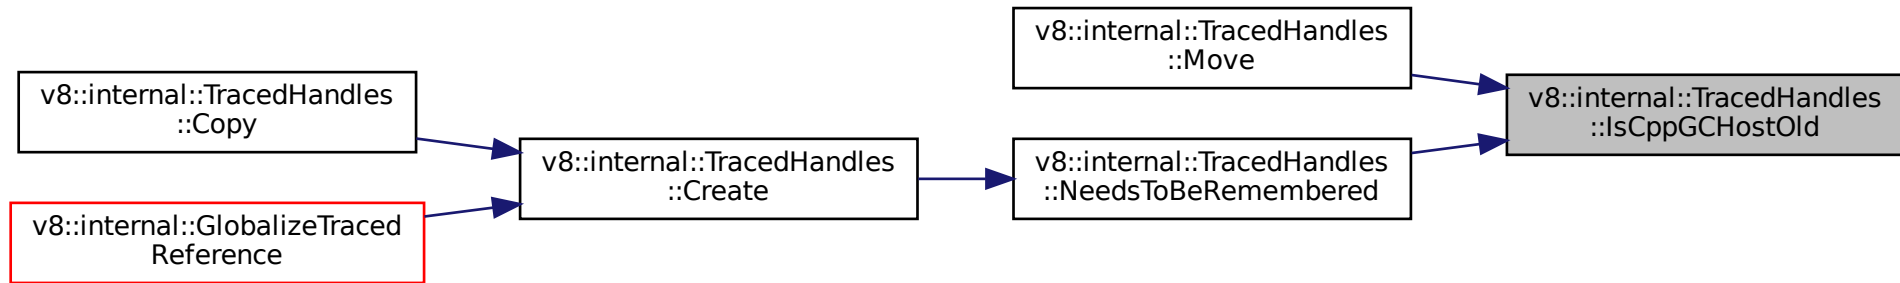 v8::internal::TracedHandles
::Copy
v8::internal::GlobalizeTraced
Reference
v8::internal::TracedHandles
::Create
v8::internal::TracedHandles
::Move
v8::internal::TracedHandles
::NeedsToBeRemembered
v8::internal::TracedHandles
::IsCppGCHostOld